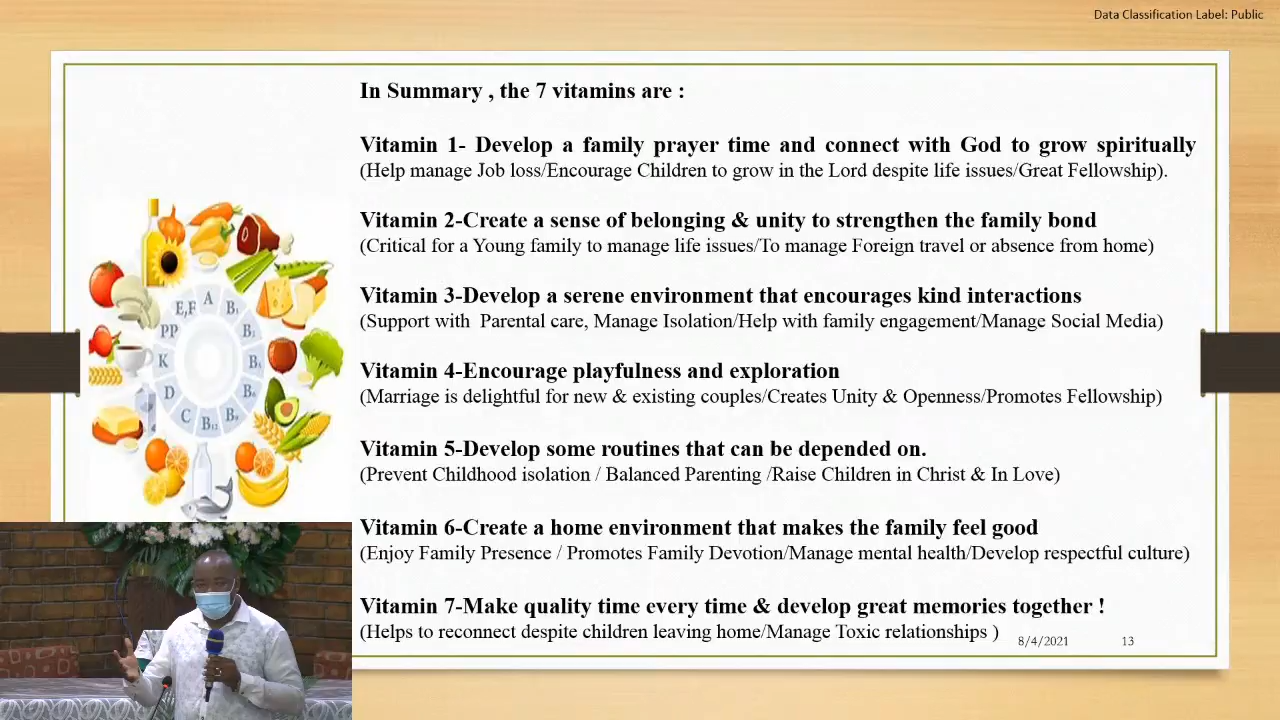 Data Classification Label: Public
In Summary , the 7 vitamins are :
Vitamin 1- Develop a family prayer time and connect with God to grow spiritually
(Help manage Job loss/Encourage Children to grow in the Lord despite life issues/Great Fellowship).
Vitamin 2-Create a sense of belonging & unity to strengthen the family bond
(Critical for a Young family to manage life issues/To manage Foreign travel or absence from home)
Vitamin 3-Develop a serene environment that encourages kind interactions
(Support with Parental care, Manage Isolation/Help with family engagement/Manage Social Media)
Vitamin 4-Encourage playfulness and exploration
(Marriage is delightful for new & existing couples/Creates Unity & Openness/Promotes Fellowship)
Vitamin 5-Develop some routines that can be depended on.
(Prevent Childhood isolation / Balanced Parenting /Raise Children in Christ & In Love)
Vitamin 6-Create a home environment that makes the family feel good
(Enjoy Family Presence / Promotes Family Devotion/Manage mental health/Develop respectful culture)
Vitamin 7-Make quality time every time & develop great memories together !
(Helps to reconnect despite children leaving home/Manage Toxic relationships )
8/4/2021 13
A
B₁
B₂
B₆
B₉
B₁₂
C
D
K
PP
E,F